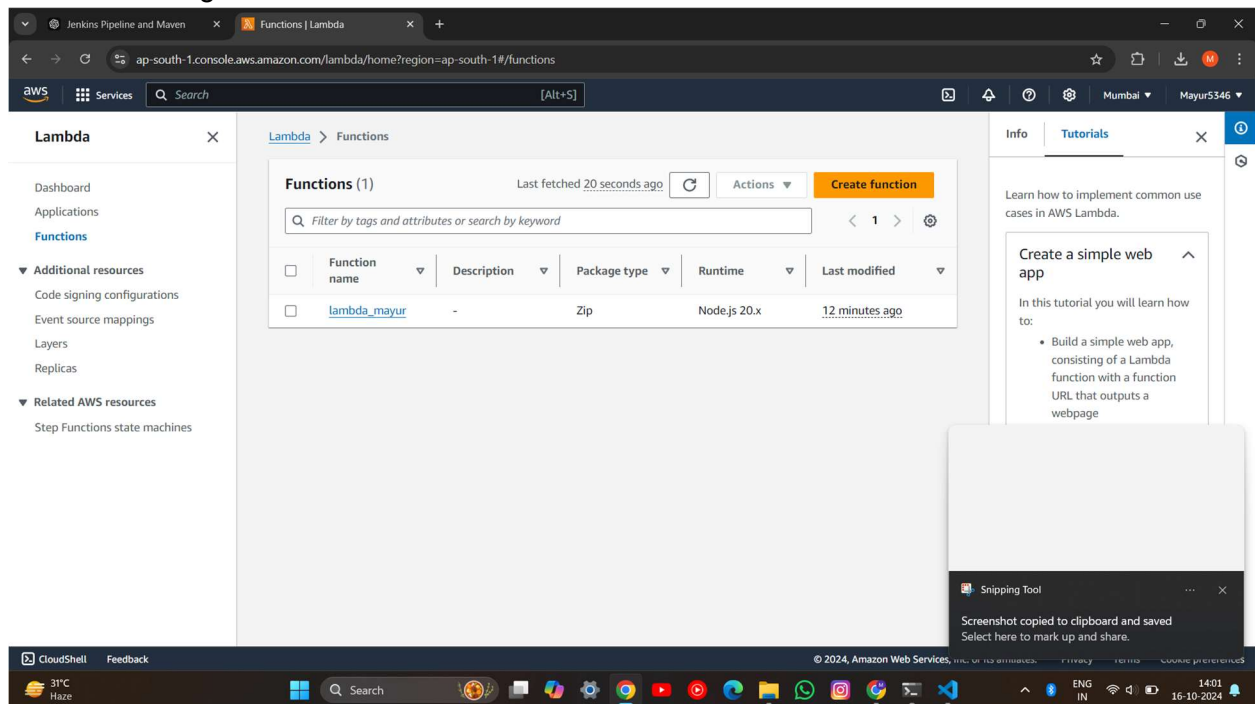 Jenkins Pipeline and Maven
Functions | Lambda
ap-south-1.console.aws.amazon.com/lambda/home?region=ap-south-1#/functions
M
aws
Services
Search
[Alt+S]
Mumbai
Mayur5346
Lambda
Dashboard
Applications
Functions
Additional resources
Code signing configurations
Event source mappings
Layers
Replicas
Related AWS resources
Step Functions state machines
Lambda > Functions
Functions (1)
Last fetched 20 seconds ago
Actions
Create function
Filter by tags and attributes or search by keyword
< 1 >
Function name Description Package type Runtime Last modified
lambda_mayur - Zip Node.js 20.x 12 minutes ago
Info
Tutorials
Learn how to implement common use
cases in AWS Lambda.
Create a simple web
app
In this tutorial you will learn how
to:
• Build a simple web app,
consisting of a Lambda
function with a function
URL that outputs a
webpage
Snipping Tool
Screenshot copied to clipboard and saved
Select here to mark up and share.
CloudShell
Feedback
© 2024, Amazon Web Services,
31°C
Haze
Search
ENG
IN
14:01
16-10-2024